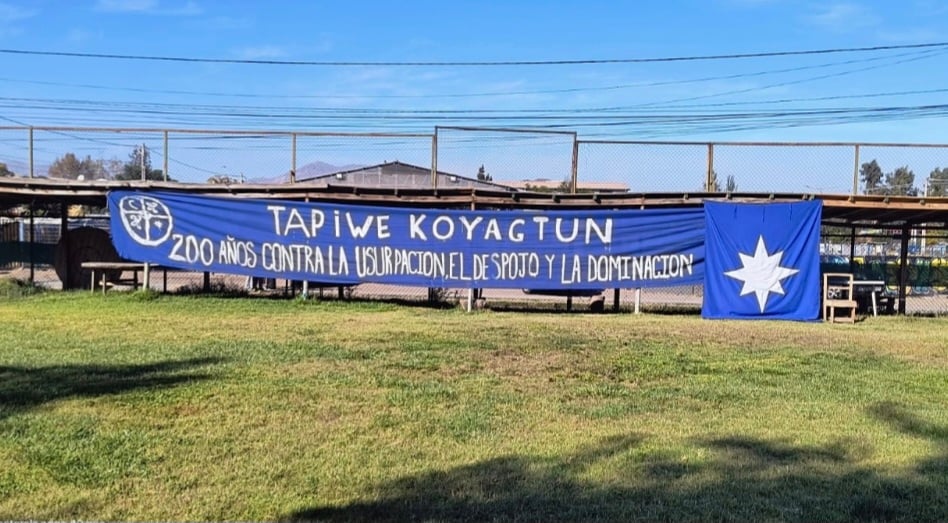 TAPiWE KOYAGTUN
200 AÑOS CONTRA LA USURPACION, EL DESPOJO Y LA DOMINACION